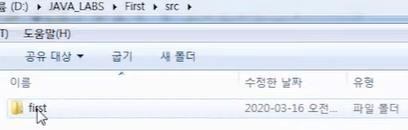 (D:) ▸ JAVA_LABS ▸ First ▸ src ▸
도움말(H)
공유 대상 ▾ 굽기 새 폴더
이름 수정한 날짜 유형
first 2020-03-16 오전... 파일 폴더